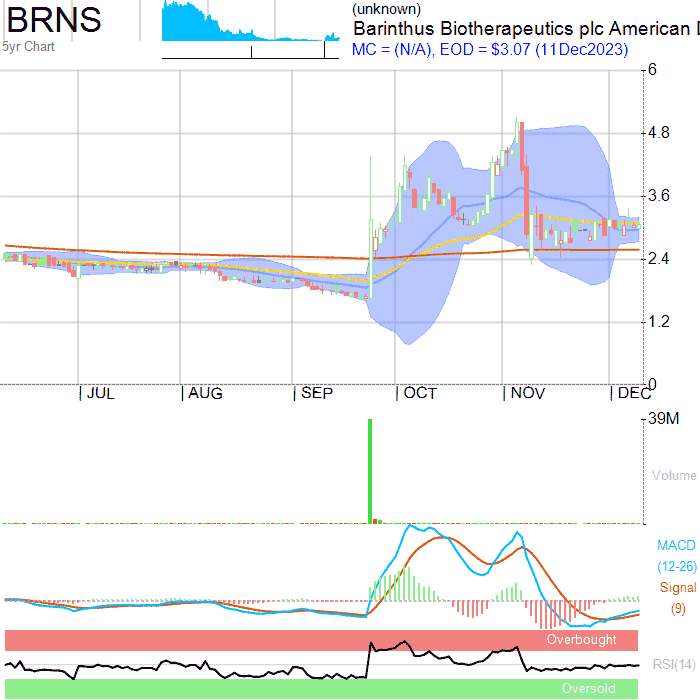 BRNS
5yr Chart
(unknown)
Barinthus Biotherapeutics plc American
MC = (N/A), EOD = $3.07 (11Dec2023)
6
4.8
3.6
2.4
1.2
0
JUL AUG SEP OCT NOV DEC
39M
Volume
MACD
(12-26)
Signal
(9)
Overbought
RSI(14)
Oversold